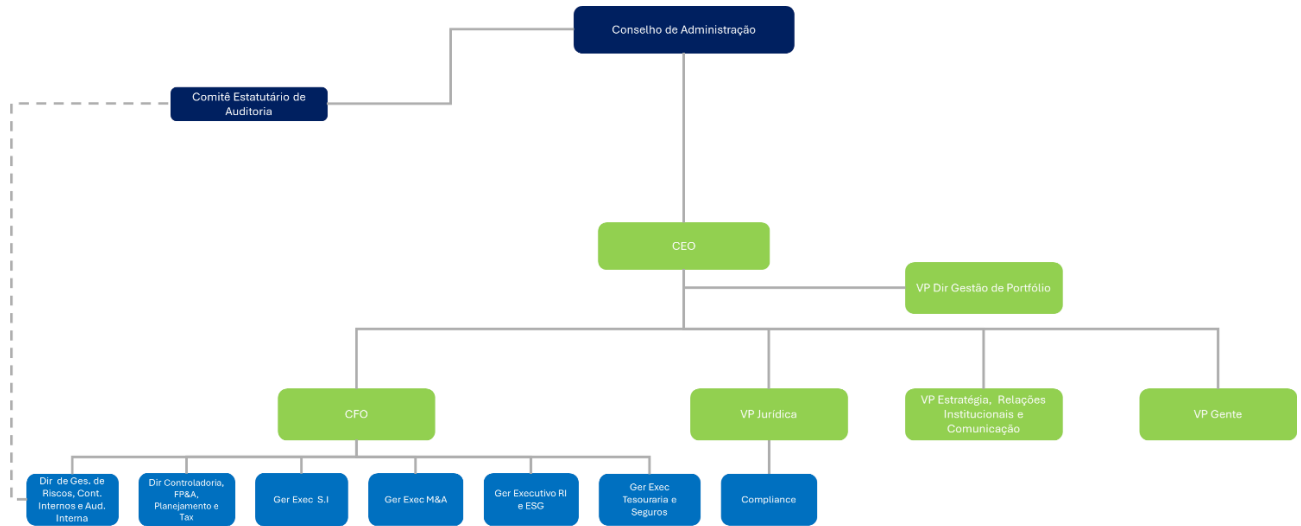 Conselho de Administração
Comitê Estatutário de
Auditoria
CEO
VP Dir Gestão de Portfólio
CFO
VP Jurídica
VP Estratégia, Relações
Institucionais e
Comunicação
VP Gente
Dir de Ges. de
Riscos, Cont.
Internos e Aud.
Interna
Dir Controladoria,
FP&A,
Planejamento e
Tax
Ger Exec S.I
Ger Exec M&A
Ger Executivo RI
e ESG
Ger Exec
Tesouraria e
Seguros
Compliance